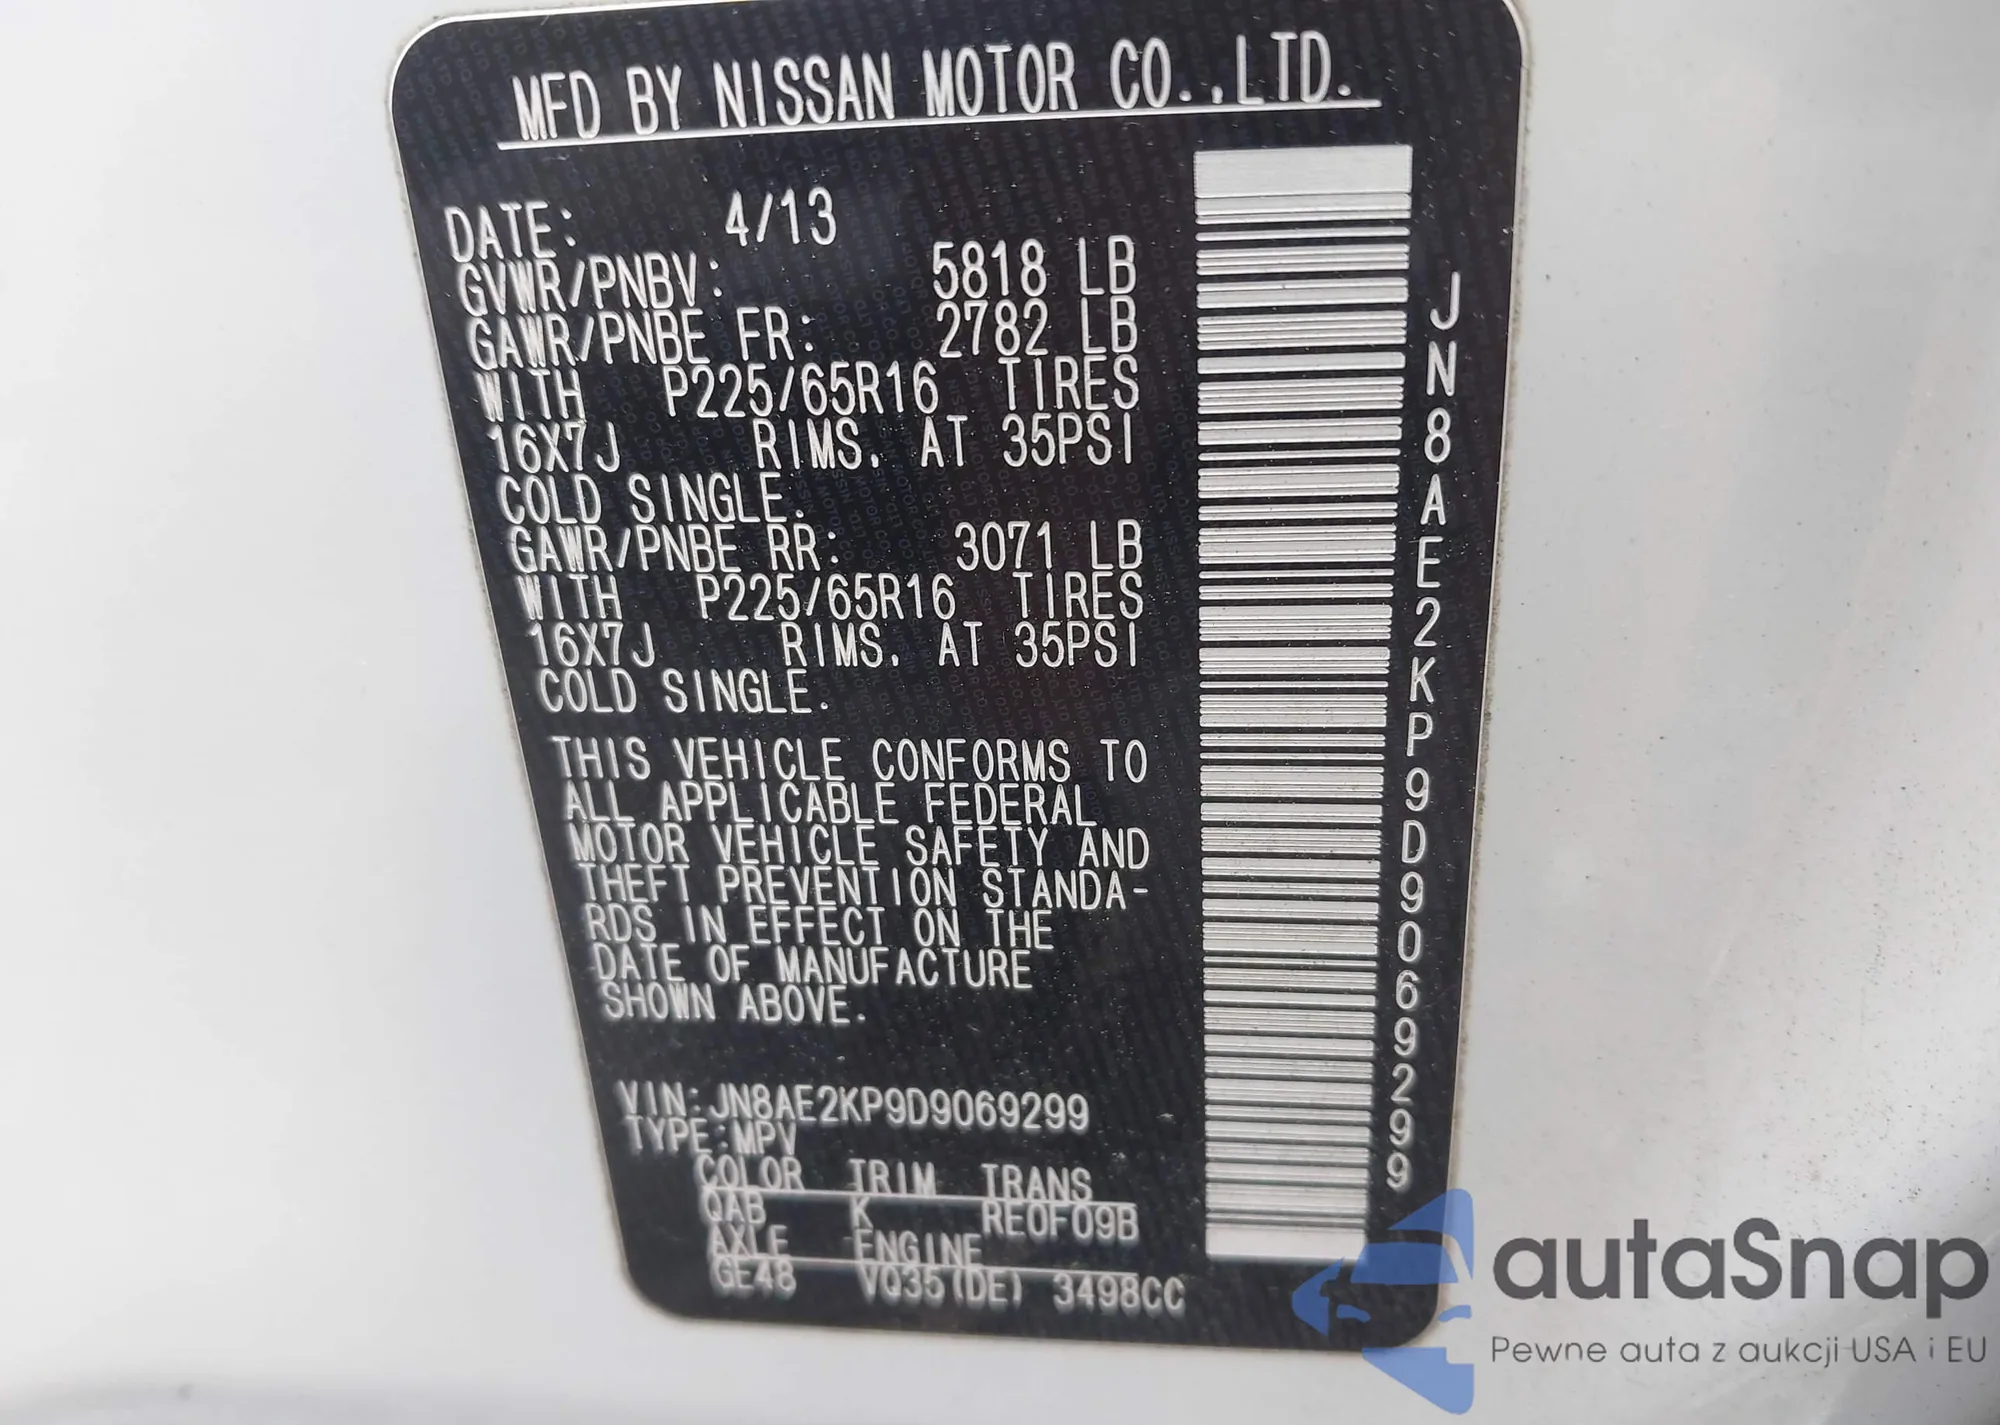 MFD BY NISSAN MOTOR CO.,LTD.
DATE: 4/13
GVWR/PNBV: 5818 LB
GAWR/PNBE FR: 2782 LB
WITH P225/65R16 TIRES
16X7J RIMS, AT 35PSI
COLD SINGLE.
GAWR/PNBE RR: 3071 LB
WITH P225/65R16 TIRES
16X7J RIMS, AT 35PSI
COLD SINGLE.
THIS VEHICLE CONFORMS TO
ALL APPLICABLE FEDERAL
MOTOR VEHICLE SAFETY AND
THEFT PREVENTION STANDA-
RDS IN EFFECT ON THE
DATE OF MANUFACTURE
SHOWN ABOVE.
VIN:JN8AE2KP9D9069299
TYPE:MPV
COLOR TRIM TRANS
QAB K RE0F09B
AXLE ENGINE
GE48 VQ35(DE) 3498CC
JN8AE2KP9D9069299
autaSnap
Pewne auta z aukcji USA i EU